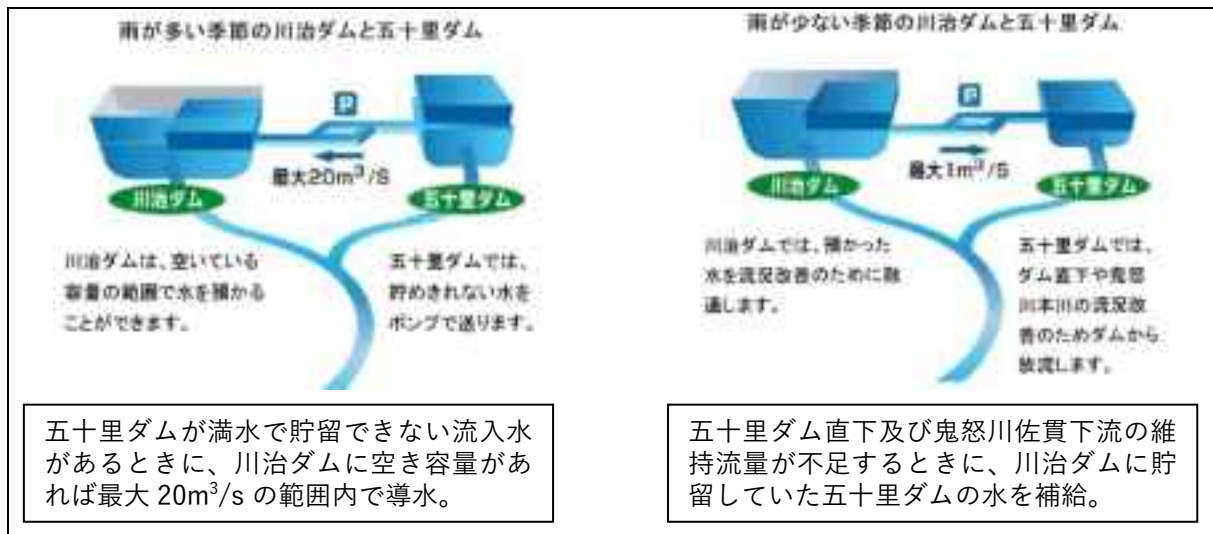 雨が多い季節の川治ダムと五十里ダム
P
最大20m³/S
川治ダム
五十里ダム
川治ダムは、空いている
容量の範囲で水を預かる
ことができます。
五十里ダムでは、
貯めきれない水を
ポンプで送ります。
五十里ダムが満水で貯留できない流入水
があるときに、川治ダムに空き容量があ
れば最大 20m³/s の範囲内で導水。
雨が少ない季節の川治ダムと五十里ダム
P
最大1m³/S
川治ダム
五十里ダム
川治ダムでは、預かった
水を流況改善のために融
通します。
五十里ダムでは、
ダム直下や鬼怒
川本川の流況改
善のためダムから
放流します。
五十里ダム直下及び鬼怒川佐貫下流の維
持流量が不足するときに、川治ダムに貯
留していた五十里ダムの水を補給。